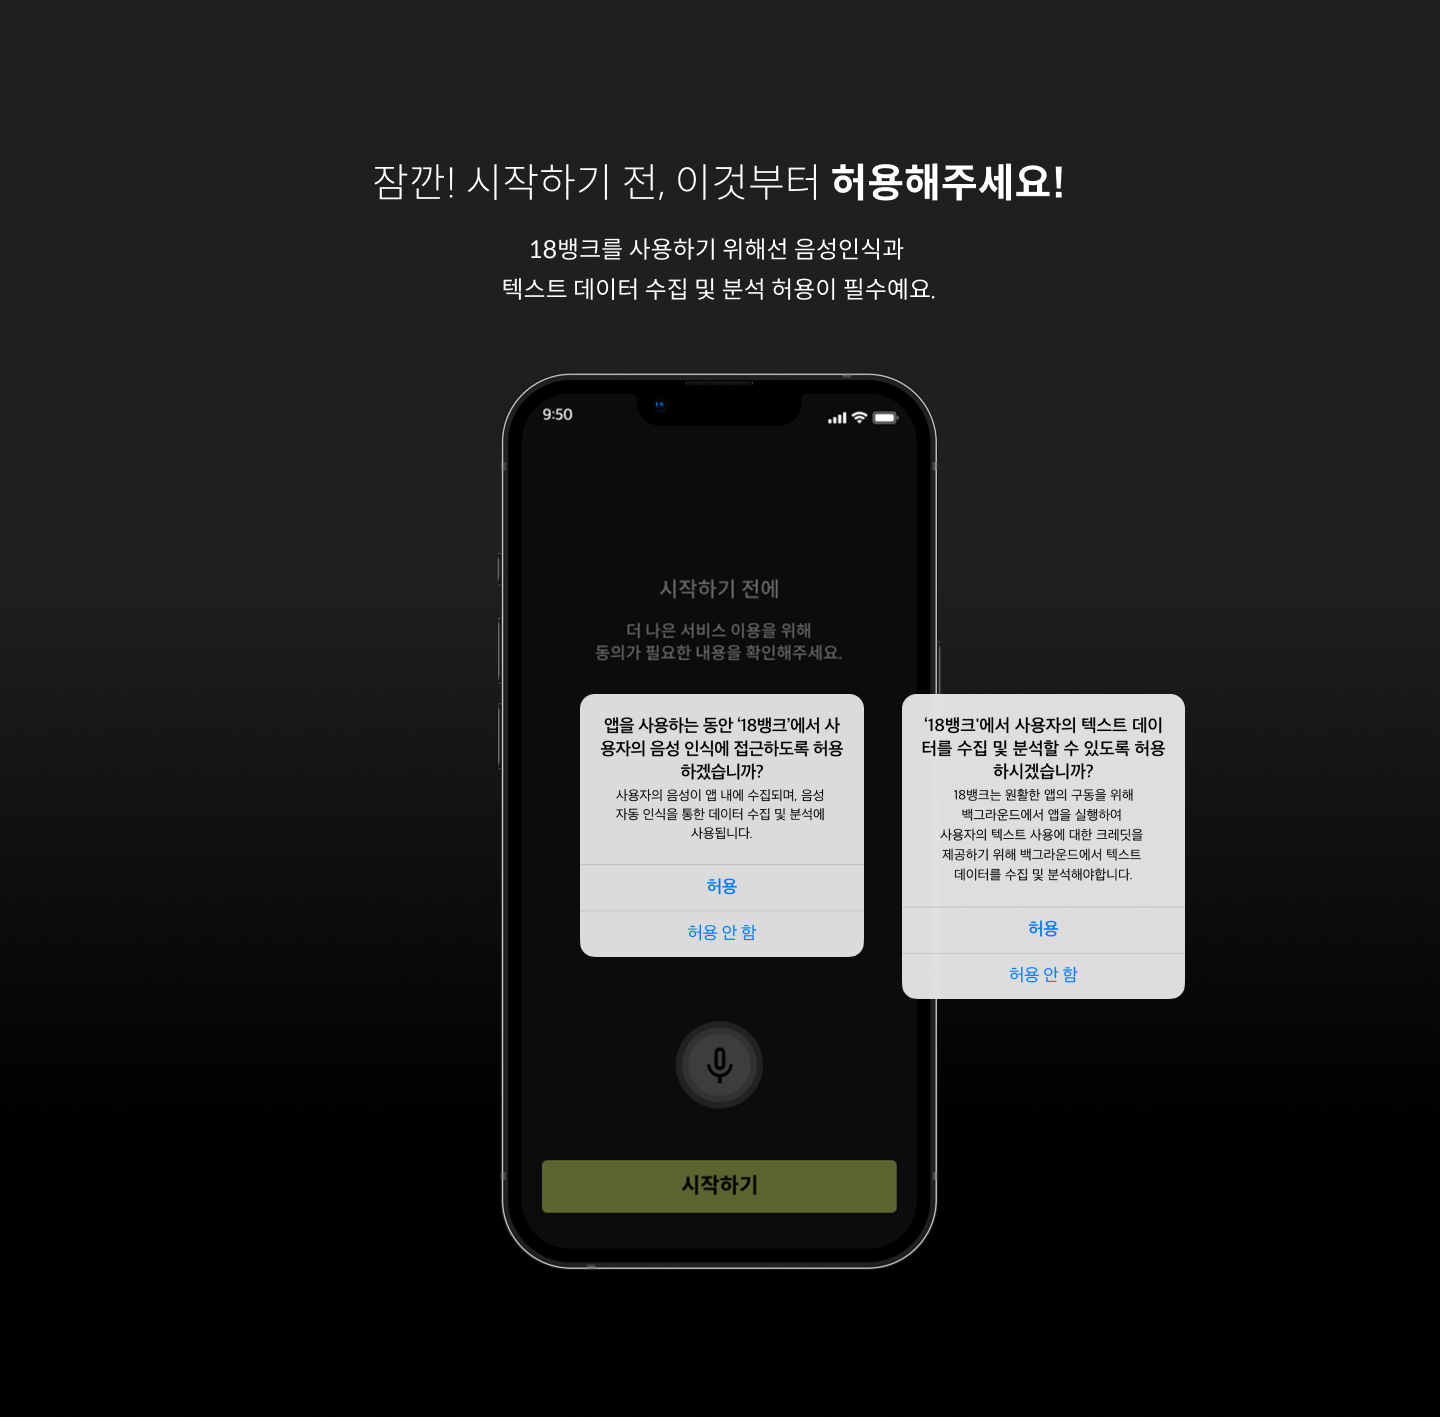 잠깐! 시작하기 전, 이것부터 허용해주세요!
18뱅크를 사용하기 위해선 음성인식과
텍스트 데이터 수집 및 분석 허용이 필수예요.
9:50
시작하기 전에
더 나은 서비스 이용을 위해
동의가 필요한 내용을 확인해주세요.
앱을 사용하는 동안 ‘18뱅크’에서 사
용자의 음성 인식에 접근하도록 허용
하겠습니까?
사용자의 음성이 앱 내에 수집되며, 음성
자동 인식을 통한 데이터 수집 및 분석에
사용됩니다.
허용
허용 안 함
‘18뱅크’에서 사용자의 텍스트 데이
터를 수집 및 분석할 수 있도록 허용
하시겠습니까?
18뱅크는 원활한 앱의 구동을 위해
백그라운드에서 앱을 실행하여
사용자의 텍스트 사용에 대한 크레딧을
제공하기 위해 백그라운드에서 텍스트
데이터를 수집 및 분석해야합니다.
허용
허용 안 함
시작하기